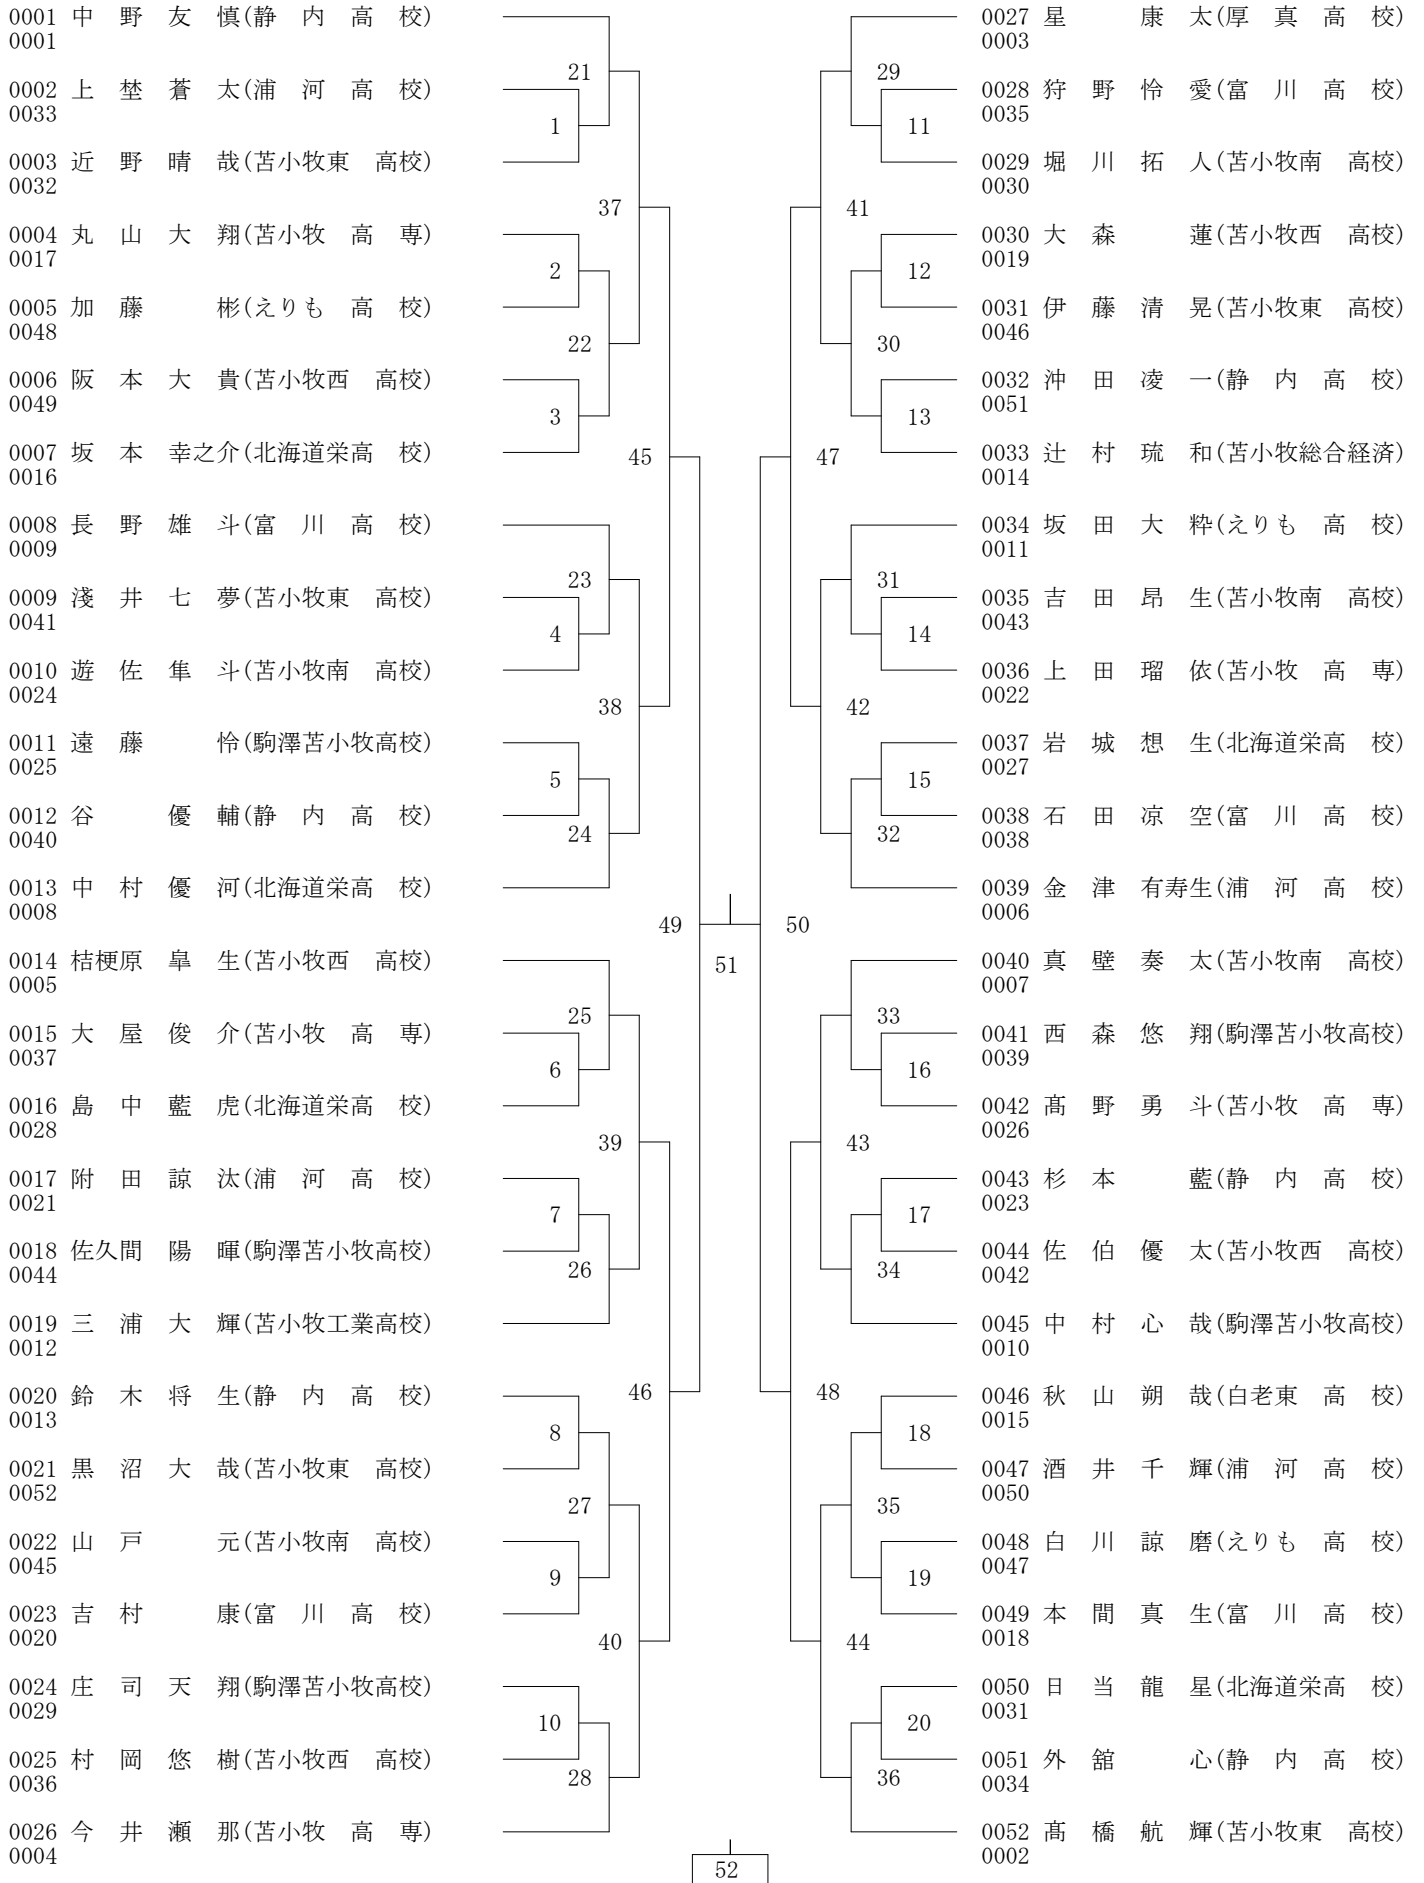 0001 中 野 友 慎(静 内 高 校)
0001
0002 上 埜 蒼 太(浦 河 高 校)
0033
0003 近 野 晴 哉(苫小牧東 高校)
0032
0004 丸 山 大 翔(苫小牧 高 専)
0017
0005 加 藤 彬(えりも 高 校)
0048
0006 阪 本 大 貴(苫小牧西 高校)
0049
0007 坂 本 幸之介(北海道栄高 校)
0016
0008 長 野 雄 斗(富 川 高 校)
0009
0009 淺 井 七 夢(苫小牧東 高校)
0041
0010 遊 佐 隼 斗(苫小牧南 高校)
0024
0011 遠 藤 怜(駒澤苫小牧高校)
0025
0012 谷 優 輔(静 内 高 校)
0040
0013 中 村 優 河(北海道栄高 校)
0008
0014 桔梗原 皐 生(苫小牧西 高校)
0005
0015 大 屋 俊 介(苫小牧 高 専)
0037
0016 島 中 藍 虎(北海道栄高 校)
0028
0017 附 田 諒 汰(浦 河 高 校)
0021
0018 佐久間 陽 暉(駒澤苫小牧高校)
0044
0019 三 浦 大 輝(苫小牧工業高校)
0012
0020 鈴 木 将 生(静 内 高 校)
0013
0021 黒 沼 大 哉(苫小牧東 高校)
0052
0022 山 戸 元(苫小牧南 高校)
0045
0023 吉 村 康(富 川 高 校)
0020
0024 庄 司 天 翔(駒澤苫小牧高校)
0029
0025 村 岡 悠 樹(苫小牧西 高校)
0036
0026 今 井 瀬 那(苫小牧 高 専)
0004
21
1
37
2
22
3
45
23
4
38
5
24
49
25
6
39
7
26
46
8
27
9
40
10
28
51
52
29
11
41
12
30
13
47
31
14
42
15
32
50
33
16
43
17
34
48
18
35
19
44
20
36
0027 星 康 太(厚 真 高 校)
0003
0028 狩 野 怜 愛(富 川 高 校)
0035
0029 堀 川 拓 人(苫小牧南 高校)
0030
0030 大 森 蓮(苫小牧西 高校)
0019
0031 伊 藤 清 晃(苫小牧東 高校)
0046
0032 沖 田 凌 一(静 内 高 校)
0051
0033 辻 村 琉 和(苫小牧総合経済)
0014
0034 坂 田 大 粋(えりも 高 校)
0011
0035 吉 田 昂 生(苫小牧南 高校)
0043
0036 上 田 瑠 依(苫小牧 高 専)
0022
0037 岩 城 想 生(北海道栄高 校)
0027
0038 石 田 凉 空(富 川 高 校)
0038
0039 金 津 有寿生(浦 河 高 校)
0006
0040 真 壁 奏 太(苫小牧南 高校)
0007
0041 西 森 悠 翔(駒澤苫小牧高校)
0039
0042 髙 野 勇 斗(苫小牧 高 専)
0026
0043 杉 本 藍(静 内 高 校)
0023
0044 佐 伯 優 太(苫小牧西 高校)
0042
0045 中 村 心 哉(駒澤苫小牧高校)
0010
0046 秋 山 朔 哉(白老東 高 校)
0015
0047 酒 井 千 輝(浦 河 高 校)
0050
0048 白 川 諒 磨(えりも 高 校)
0047
0049 本 間 真 生(富 川 高 校)
0018
0050 日 当 龍 星(北海道栄高 校)
0031
0051 外 舘 心(静 内 高 校)
0034
0052 髙 橋 航 輝(苫小牧東 高校)
0002